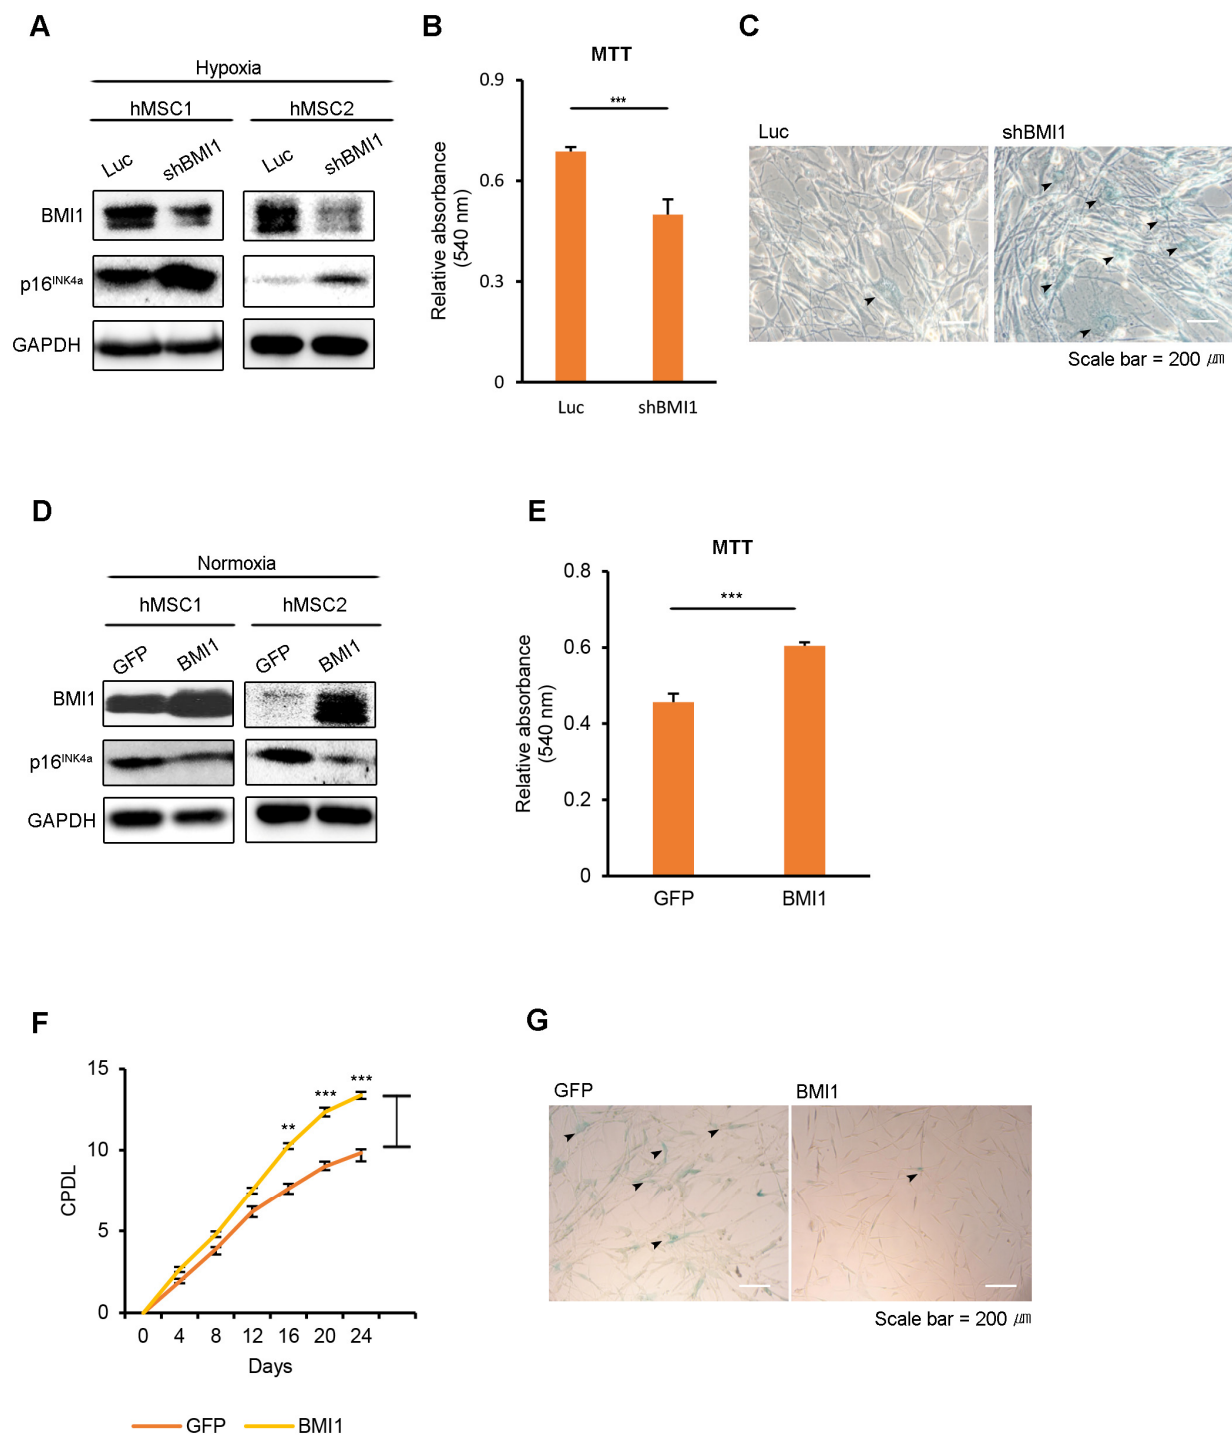 A
Hypoxia
hMSC1 hMSC2
Luc shBMI1 Luc shBMI1
BMI1
p16INK4a
GAPDH
B
MTT
Relative absorbance
(540 nm)
0.9
0.6
0.3
0
***
Luc shBMI1
C
Luc shBMI1
Scale bar = 200 ㎛
D
Normoxia
hMSC1 hMSC2
GFP BMI1 GFP BMI1
BMI1
p16INK4a
GAPDH
E
MTT
Relative absorbance
(540 nm)
0.8
0.6
0.4
0.2
0
***
GFP BMI1
F
CPDL
15
10
5
0
** *** ***
0 4 8 12 16 20 24
Days
GFP BMI1
G
GFP BMI1
Scale bar = 200 ㎛